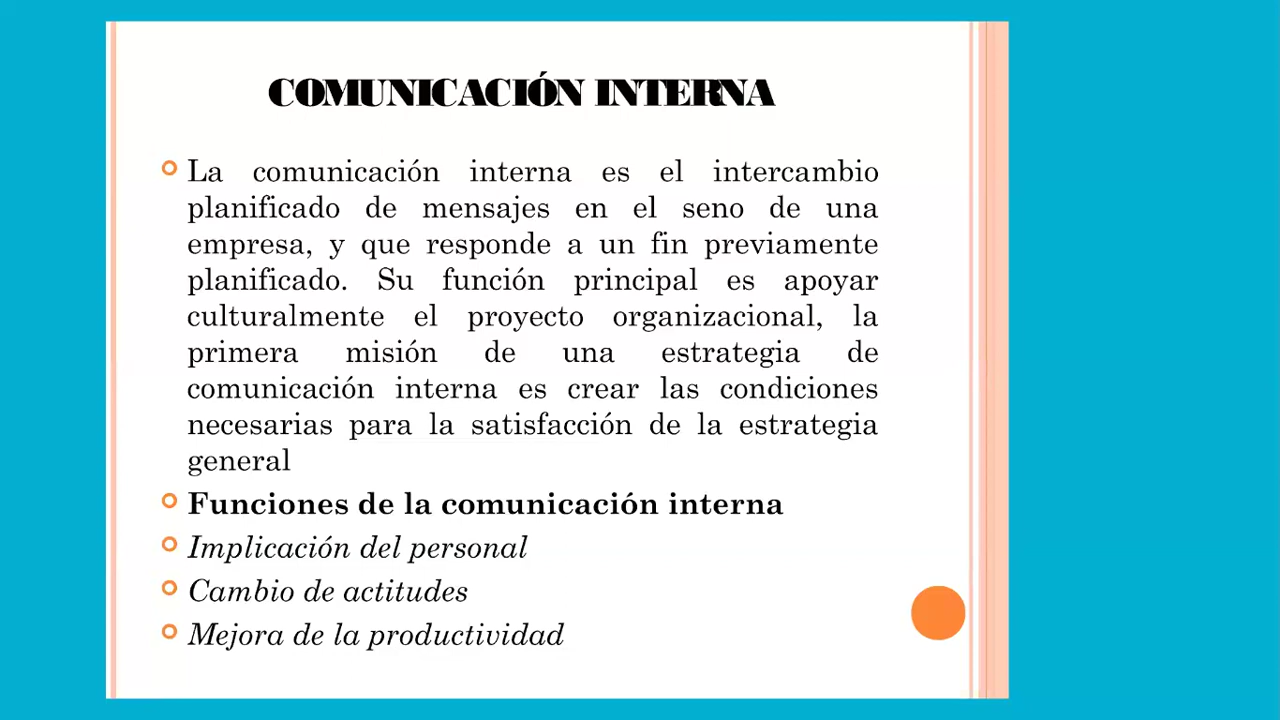 COMUNICACIÓN INTERNA
La comunicación interna es el intercambio
planificado de mensajes en el seno de una
empresa, y que responde a un fin previamente
planificado. Su función principal es apoyar
culturalmente el proyecto organizacional, la
primera misión de una estrategia de
comunicación interna es crear las condiciones
necesarias para la satisfacción de la estrategia
general
Funciones de la comunicación interna
Implicación del personal
Cambio de actitudes
Mejora de la productividad